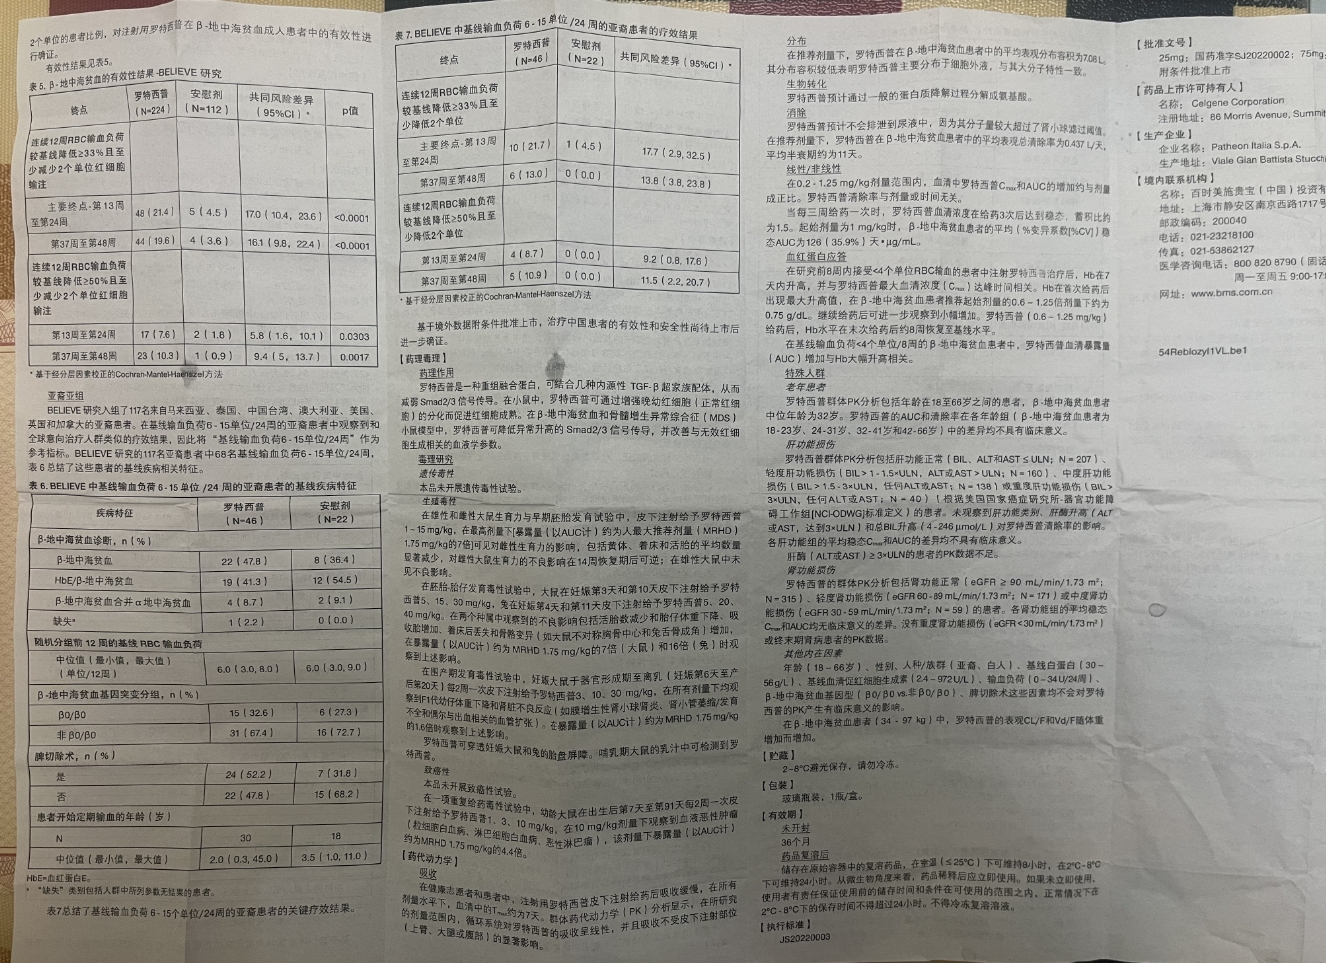 2个单位的患者比例，对注射用罗特西普在β-地中海贫血成人患者中的有效性进
行确证。
有效性结果见表5。
表5. β-地中海贫血的有效性结果-BELIEVE 研究
终点 罗特西普（N=224） 安慰剂（N=112） 共同风险差异（95%CI）* p值
连续12周RBC输血负荷
较基线降低≥33%且至
少减少2个单位红细胞
输注
主要终点-第13周
至第24周 48（21.4） 5（4.5） 17.0（10.4，23.6） <0.0001
第37周至第48周 44（19.6） 4（3.6） 16.1（9.8，22.4） <0.0001
连续12周RBC输血负荷
较基线降低≥50%且至
少减少2个单位红细胞
输注
第13周至第24周 17（7.6） 2（1.8） 5.8（1.6，10.1） 0.0303
第37周至第48周 23（10.3） 1（0.9） 9.4（5，13.7） 0.0017
*基于经分层因素校正的Cochran-Mantel-Haenszel方法
亚裔亚组
BELIEVE 研究入组了117名来自马来西亚、泰国、中国台湾、澳大利亚、美国、
英国和加拿大的亚裔患者。在基线输血负荷6-15单位/24周的亚裔患者中观察到和
全球意向治疗人群类似的疗效结果，因此将“基线输血负荷6-15单位/24周”作为
参考指标。BELIEVE 研究的117名亚裔患者中68名基线输血负荷6-15单位/24周，
表 6 总结了这些患者的基线疾病相关特征。
表 6. BELIEVE 中基线输血负荷 6-15 单位 /24 周的亚裔患者的基线疾病特征
疾病特征 罗特西普（N=46） 安慰剂（N=22）
β-地中海贫血诊断，n（%）
β-地中海贫血 22（47.8） 8（36.4）
HbE/β-地中海贫血 19（41.3） 12（54.5）
β-地中海贫血合并α地中海贫血 4（8.7） 2（9.1）
缺失ᵃ 1（2.2） 0（0.0）
随机分组前 12 周的基线 RBC 输血负荷
中位值（最小值，最大值）
（单位/12周） 6.0（3.0, 8.0） 6.0（3.0, 9.0）
β-地中海贫血基因突变分组，n（%）
β0/β0 15（32.6） 6（27.3）
非 β0/β0 31（67.4） 16（72.7）
脾切除术，n（%）
是 24（52.2） 7（31.8）
否 22（47.8） 15（68.2）
患者开始定期输血的年龄（岁）
N 30 18
中位值（最小值，最大值） 2.0（0.3, 45.0） 3.5（1.0, 11.0）
HbE=血红蛋白E。
ᵃ “缺失”类别包括人群中所列参数无结果的患者。
表7总结了基线输血负荷 6-15个单位/24周的亚裔患者的关键疗效结果。
表 7. BELIEVE 中基线输血负荷 6-15 单位 /24 周的亚裔患者的疗效结果
终点 罗特西普（N=46） 安慰剂（N=22） 共同风险差异（95%CI）*
连续12周RBC输血负荷
较基线降低≥33%且至
少降低2个单位
主要终点-第13周
至第24周 10（21.7） 1（4.5） 17.7（2.9, 32.5）
第37周至第48周 6（13.0） 0（0.0） 13.8（3.8, 23.8）
连续12周RBC输血负荷
较基线降低≥50%且至
少降低2个单位
第13周至第24周 4（8.7） 0（0.0） 9.2（0.8, 17.6）
第37周至第48周 5（10.9） 0（0.0） 11.5（2.2, 20.7）
*基于经分层因素校正的Cochran-Mantel-Haenszel方法
基于境外数据附条件批准上市，治疗中国患者的有效性和安全性尚待上市后
进一步确证。
【药理毒理】
药理作用
罗特西普是一种重组融合蛋白，可结合几种内源性 TGF-β超家族配体，从而
减弱 Smad2/3 信号传导。在小鼠中，罗特西普可通过增强晚幼红细胞（正常红细
胞）的分化而促进红细胞成熟。在β-地中海贫血和骨髓增生异常综合征（MDS）
小鼠模型中，罗特西普可降低异常升高的 Smad2/3 信号传导，并改善与无效红细
胞生成相关的血液学参数。
毒理研究
遗传毒性
本品未开展遗传毒性试验。
生殖毒性
在雄性和雌性大鼠生育力与早期胚胎发育试验中，皮下注射给予罗特西普
1-15 mg/kg，在最高剂量下[暴露量（以AUC计）约为人最大推荐剂量（MRHD）
1.75 mg/kg的7倍]可见对雌性生育力的影响，包括黄体、着床和活胎的平均数量
显著减少，对雌性大鼠生育力的不良影响在14周恢复期后可逆；在雄性大鼠中未
见不良影响。
在胚胎-胎仔发育毒性试验中，大鼠在妊娠第3天和第10天皮下注射给予罗特
西普5、15、30 mg/kg，兔在妊娠第4天和第11天皮下注射给予罗特西普5、20、
40 mg/kg。在两个种属中观察到的不良影响包括活胎数减少和胎仔体重下降、吸
收胎增加、着床后丢失和骨骼变异（如大鼠不对称胸骨中心和兔舌骨成角）增加，
在暴露量（以AUC计）约为 MRHD 1.75 mg/kg的7倍（大鼠）和16倍（兔）时观
察到上述影响。
在围产期发育毒性试验中，妊娠大鼠于器官形成期至离乳（妊娠第6天至产
后第20天）每2周一次皮下注射给予罗特西普3、10、30 mg/kg，在所有剂量下均观
察到F1代幼仔体重下降和肾脏不良反应（如膜增生性肾小球肾炎、肾小管萎缩/发育
不全和偶尔与出血相关的血管扩张）。在暴露量（以AUC计）约为 MRHD 1.75 mg/kg
的1.6倍时观察到上述影响。
罗特西普可穿透妊娠大鼠和兔的胎盘屏障。哺乳期大鼠的乳汁中可检测到罗
特西普。
致癌性
本品未开展致癌性试验。
在一项重复给药毒性试验中，幼龄大鼠在出生后第7天至第91天每2周一次皮
下注射给予罗特西普1、3、10 mg/kg，在10 mg/kg剂量下观察到血液恶性肿瘤
（粒细胞白血病、淋巴细胞白血病、恶性淋巴瘤），该剂量下暴露量（以AUC计）
约为MRHD 1.75 mg/kg的4.4倍。
【药代动力学】
吸收
在健康志愿者和患者中，注射用罗特西普皮下注射给药后吸收缓慢，在所有
剂量水平下，血清中的Tmax约为7天。群体药代动力学（PK）分析显示，在所研究
的剂量范围内，循环系统对罗特西普的吸收呈线性，并且吸收不受皮下注射部位
（上臂、大腿或腹部）的显著影响。
分布
在推荐剂量下，罗特西普在β-地中海贫血患者中的平均表观分布容积为7.08L。
其分布容积较低表明罗特西普主要分布于细胞外液，与其大分子特性一致。
生物转化
罗特西普预计通过一般的蛋白质降解过程分解成氨基酸。
消除
罗特西普预计不会排泄到尿液中，因为其分子量较大超过了肾小球滤过阈值。
在推荐剂量下，罗特西普在β-地中海贫血患者中的平均表观总清除率为0.437 L/天，
平均半衰期约为11天。
线性/非线性
在0.2 - 1.25 mg/kg剂量范围内，血清中罗特西普Cmax和AUC的增加约与剂量
成正比。罗特西普清除率与剂量或时间无关。
当每三周给药一次时，罗特西普血清浓度在给药3次后达到稳态，蓄积比约
为1.5。起始剂量为1 mg/kg时，β-地中海贫血患者的平均（%变异系数[%CV]）稳
态AUC为126（35.9%）天•μg/mL。
血红蛋白应答
在研究前8周内接受<4个单位RBC输血的患者中注射罗特西普治疗后，Hb在7
天内升高，并与罗特西普最大血清浓度（Cmax）达峰时间相关。Hb在首次给药后
出现最大升高值，在β-地中海贫血患者推荐起始剂量的0.6 - 1.25倍剂量下约为
0.75 g/dL。继续给药后可进一步观察到小幅增加。罗特西普（0.6 - 1.25 mg/kg）
给药后，Hb水平在末次给药后约8周恢复至基线水平。
在基线输血负荷<4个单位/8周的β-地中海贫血患者中，罗特西普血清暴露量
（AUC）增加与Hb大幅升高相关。
特殊人群
老年患者
罗特西普群体PK分析包括年龄在18至66岁之间的患者，β-地中海贫血患者
中位年龄为32岁。罗特西普的AUC和清除率在各年龄组（β-地中海贫血患者为
18-23岁、24-31岁、32-41岁和42-66岁）中的差异均不具有临床意义。
肝功能损伤
罗特西普群体PK分析包括肝功能正常（BIL、ALT和AST ≤ ULN；N = 207）、
轻度肝功能损伤（BIL > 1 - 1.5×ULN，ALT或AST > ULN；N = 160）、中度肝功能
损伤（BIL > 1.5 - 3×ULN，任何ALT或AST；N = 138）或重度肝功能损伤（BIL >
3×ULN，任何ALT或AST；N = 40）（根据美国国家癌症研究所-器官功能障
碍工作组[NCI-ODWG]标准定义）的患者。未观察到肝功能类别、肝酶升高（ALT
或AST，达到3×ULN）和总BIL升高（4 - 246 μmol/L）对罗特西普清除率的影响。
各肝功能组的平均稳态Cmax和AUC的差异均不具有临床意义。
肝酶（ALT或AST）≥ 3×ULN的患者的PK数据不足。
肾功能损伤
罗特西普的群体PK分析包括肾功能正常（eGFR ≥ 90 mL/min/1.73 m²；
N = 315）、轻度肾功能损伤（eGFR 60 - 89 mL/min/1.73 m²；N = 171）或中度肾功
能损伤（eGFR 30 - 59 mL/min/1.73 m²；N = 59）的患者。各肾功能组的平均稳态
Cmax和AUC均无临床意义的差异。没有重度肾功能损伤（eGFR < 30 mL/min/1.73 m²）
或终末期肾病患者的PK数据。
其他内在因素
年龄（18 - 66岁）、性别、人种/族群（亚裔、白人）、基线白蛋白（30 -
56 g/L）、基线血清促红细胞生成素（2.4 - 972 U/L）、输血负荷（0 - 34 U/24周）、
β-地中海贫血基因型（β0/β0 vs.非β0/β0）、脾切除术这些因素均不会对罗特
西普的PK产生有临床意义的影响。
在β-地中海贫血患者（34 - 97 kg）中，罗特西普的表观CL/F和Vd/F随体重
增加而增加。
【贮藏】
2~8℃避光保存，请勿冷冻。
【包装】
玻璃瓶装，1瓶/盒。
【有效期】
未开封
36个月
药品复溶后
储存在原始容器中的复溶药品，在室温（≤25℃）下可维持8小时，在2℃-8℃
下可维持24小时。从微生物角度来看，药品稀释后应立即使用。如果未立即使用，
使用者有责任保证使用前的储存时间和条件在可使用的范围之内，正常情况下在
2℃-8℃下的保存时间不得超过24小时。不得冷冻复溶溶液。
【执行标准】
JS20220003
【批准文号】
25mg：国药准字SJ20220002；75mg：
附条件批准上市
【药品上市许可持有人】
名称：Celgene Corporation
注册地址：86 Morris Avenue, Summit
【生产企业】
企业名称：Patheon Italia S.p.A.
生产地址：Viale Gian Battista Stucchi
【境内联系机构】
名称：百时美施贵宝（中国）投资有
地址：上海市静安区南京西路1717号
邮政编码：200040
电话：021-23218100
传真：021-53862127
医学咨询电话：800 820 8790（固话
周一至周五 9:00-17:
网址：www.bms.com.cn
54Reblozyl1VL.be1